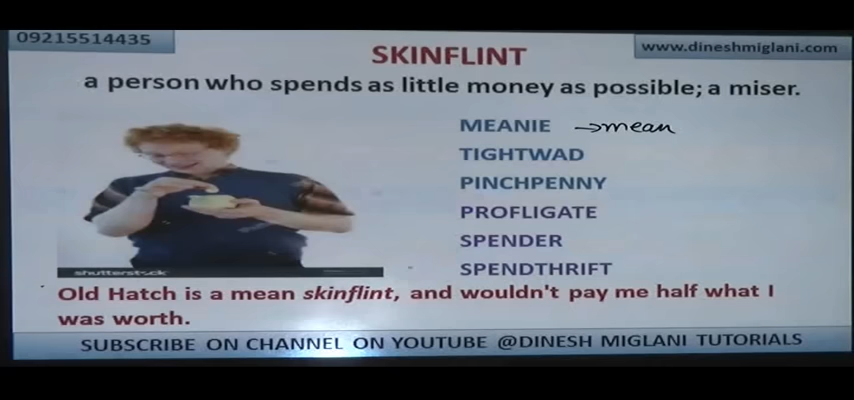 09215514435
SKINFLINT
www.dineshmiglani.com
a person who spends as little money as possible; a miser.
MEANIE →mean
TIGHTWAD
PINCHPENNY
PROFLIGATE
SPENDER
SPENDTHRIFT
shutterstock
Old Hatch is a mean skinflint, and wouldn't pay me half what I
was worth.
SUBSCRIBE ON CHANNEL ON YOUTUBE @DINESH MIGLANI TUTORIALS